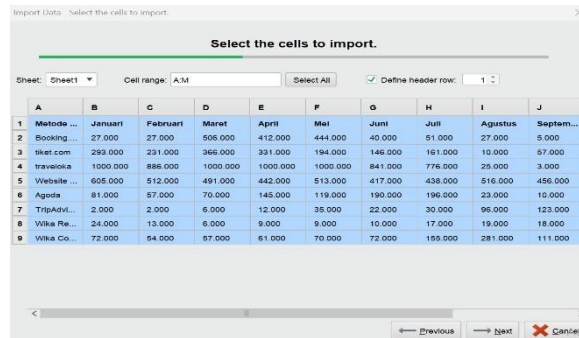 Import Data - Select the cells to import.
Select the cells to import.
Sheet: Sheet1 Cell range: A:M Select All Define header row: 1
A B C D E F G H I J
1 Metode ... Januari Februari Maret April Mei Juni Juli Agustus Septem...
2 Booking.... 27.000 27.000 506.000 412.000 444.000 40.000 51.000 27.000 5.000
3 tiket.com 293.000 231.000 366.000 331.000 194.000 146.000 161.000 10.000 57.000
4 traveloka 1000.000 886.000 1000.000 1000.000 1000.000 841.000 776.000 25.000 3.000
5 Website ... 605.000 512.000 491.000 442.000 513.000 417.000 438.000 516.000 456.000
6 Agoda 81.000 57.000 70.000 145.000 119.000 190.000 196.000 23.000 10.000
7 TripAdvi... 2.000 2.000 6.000 12.000 35.000 22.000 30.000 96.000 123.000
8 Wika Re... 24.000 13.000 6.000 9.000 9.000 10.000 17.000 19.000 18.000
9 Wika Co... 72.000 54.000 57.000 61.000 70.000 72.000 155.000 281.000 111.000
Previous Next Cancel